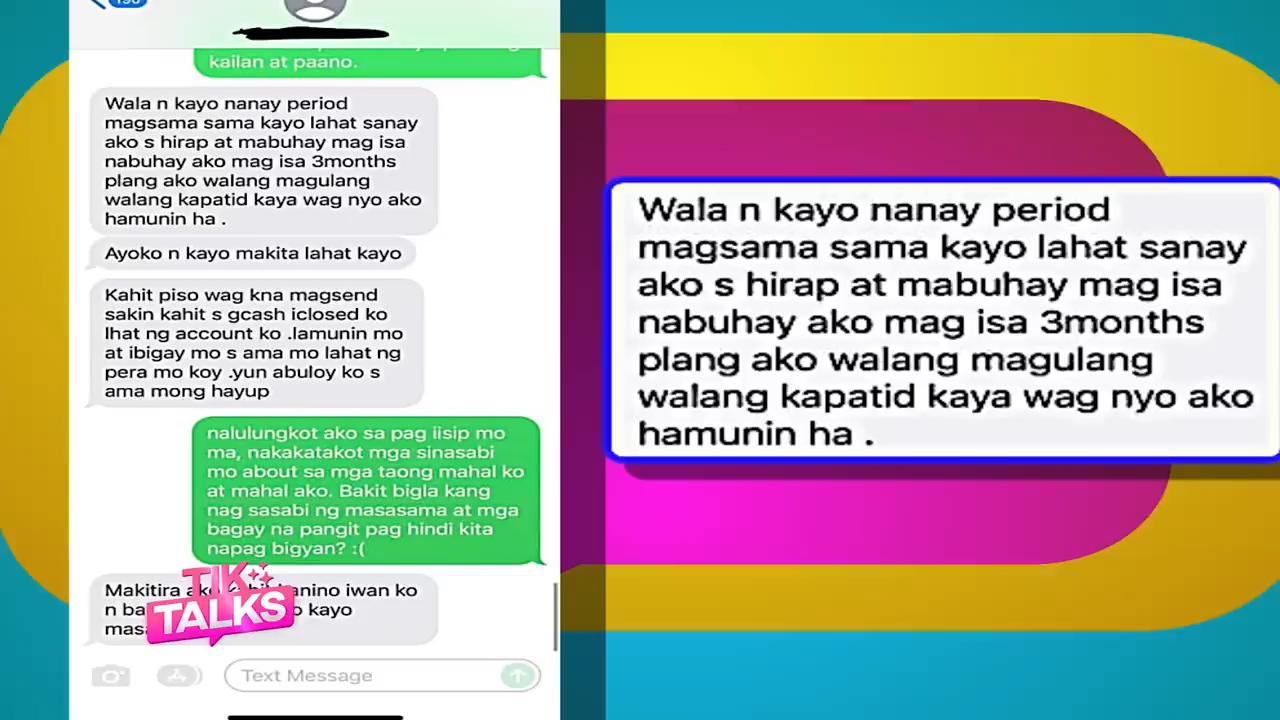 196
kailan at paano.
Wala n kayo nanay period
magsama sama kayo lahat sanay
ako s hirap at mabuhay mag isa
nabuhay ako mag isa 3months
plang ako walang magulang
walang kapatid kaya wag nyo ako
hamunin ha .
Ayoko n kayo makita lahat kayo
Kahit piso wag kna magsend
sakin kahit s gcash iclosed ko
lhat ng account ko .lamunin mo
at ibigay mo s ama mo lahat ng
pera mo koy .yun abuloy ko s
ama mong hayup
nalulungkot ako sa pag iisip mo
ma, nakakatakot mga sinasabi
mo about sa mga taong mahal ko
at mahal ako. Bakit bigla kang
nag sasabi ng masasama at mga
bagay na pangit pag hindi kita
napag bigyan? :(
Makitira iwan ko
n kayo
TIK TALKS
Text Message
Wala n kayo nanay period
magsama sama kayo lahat sanay
ako s hirap at mabuhay mag isa
nabuhay ako mag isa 3months
plang ako walang magulang
walang kapatid kaya wag nyo ako
hamunin ha .